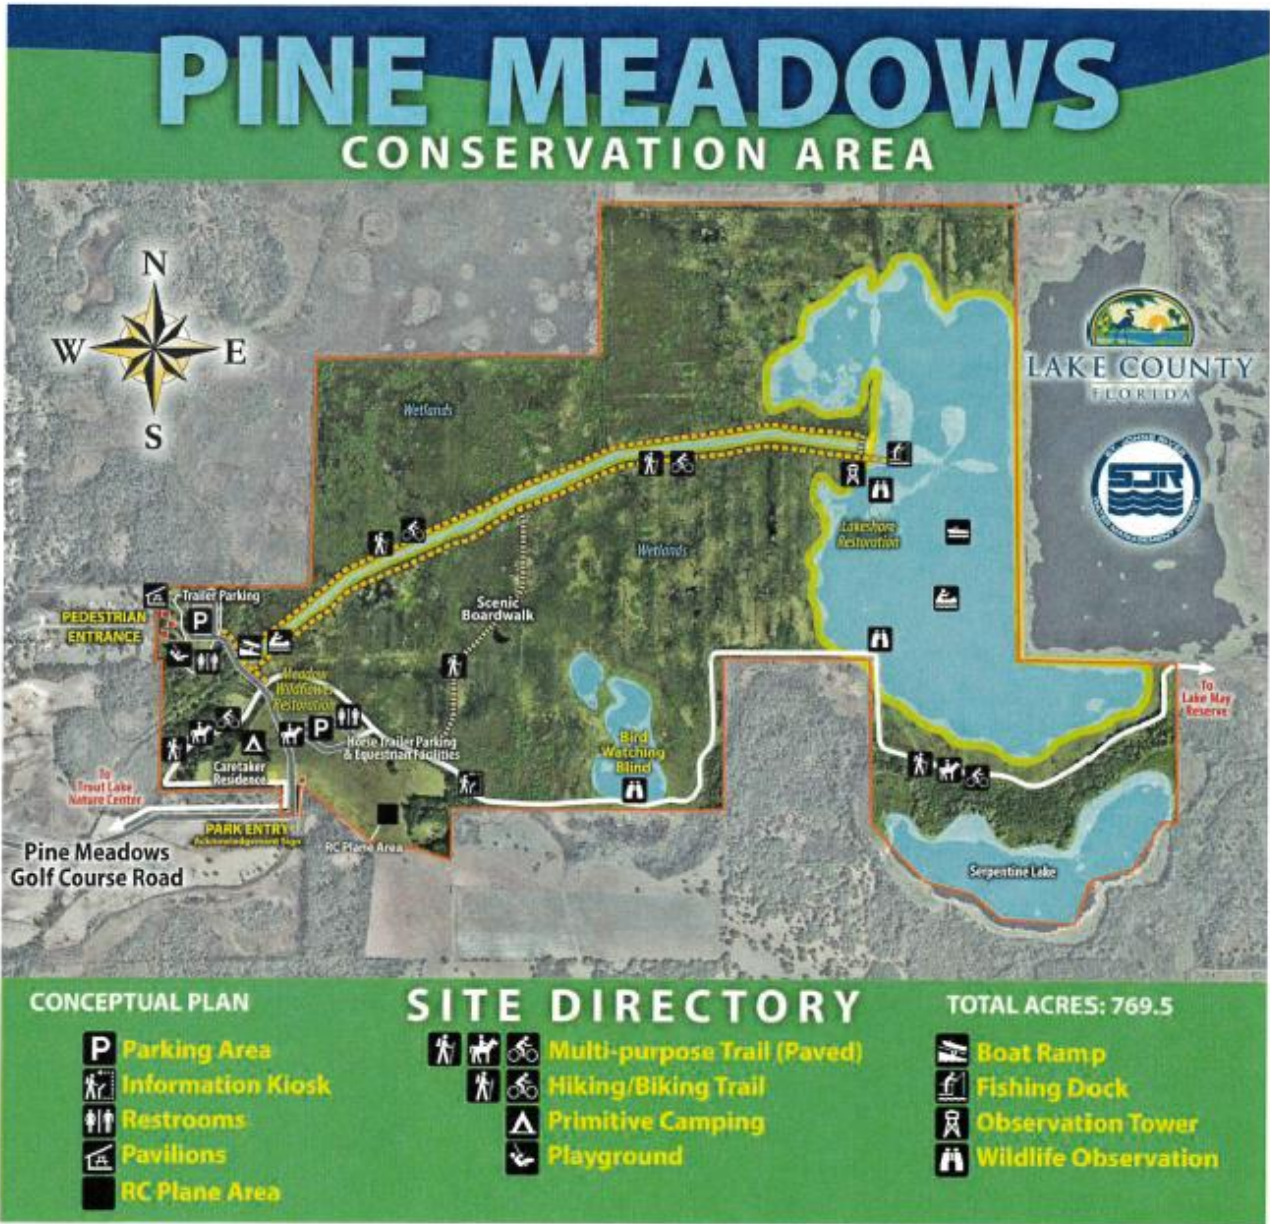 PINE MEADOWS
CONSERVATION AREA
N
W E
S
LAKE COUNTY
FLORIDA
SJR
Wetlands
Lakeshore
Restoration
Wetlands
Scenic
Boardwalk
Trailer Parking
P
PEDESTRIAN
ENTRANCE
Meadow
Wildflower
Restoration
P
Horse Trailer Parking
& Equestrian Facilities
Caretaker
Residence
To
Trout Lake
Nature Center
PARK ENTRY
Acknowledgement Sign
RC Plane Area
Pine Meadows
Golf Course Road
Bird
Watching
Blind
To
Lake May
Reserve
Serpentine Lake
CONCEPTUAL PLAN
P Parking Area
Information Kiosk
Restrooms
Pavilions
RC Plane Area
SITE DIRECTORY
Multi-purpose Trail (Paved)
Hiking/Biking Trail
Primitive Camping
Playground
TOTAL ACRES: 769.5
Boat Ramp
Fishing Dock
Observation Tower
Wildlife Observation